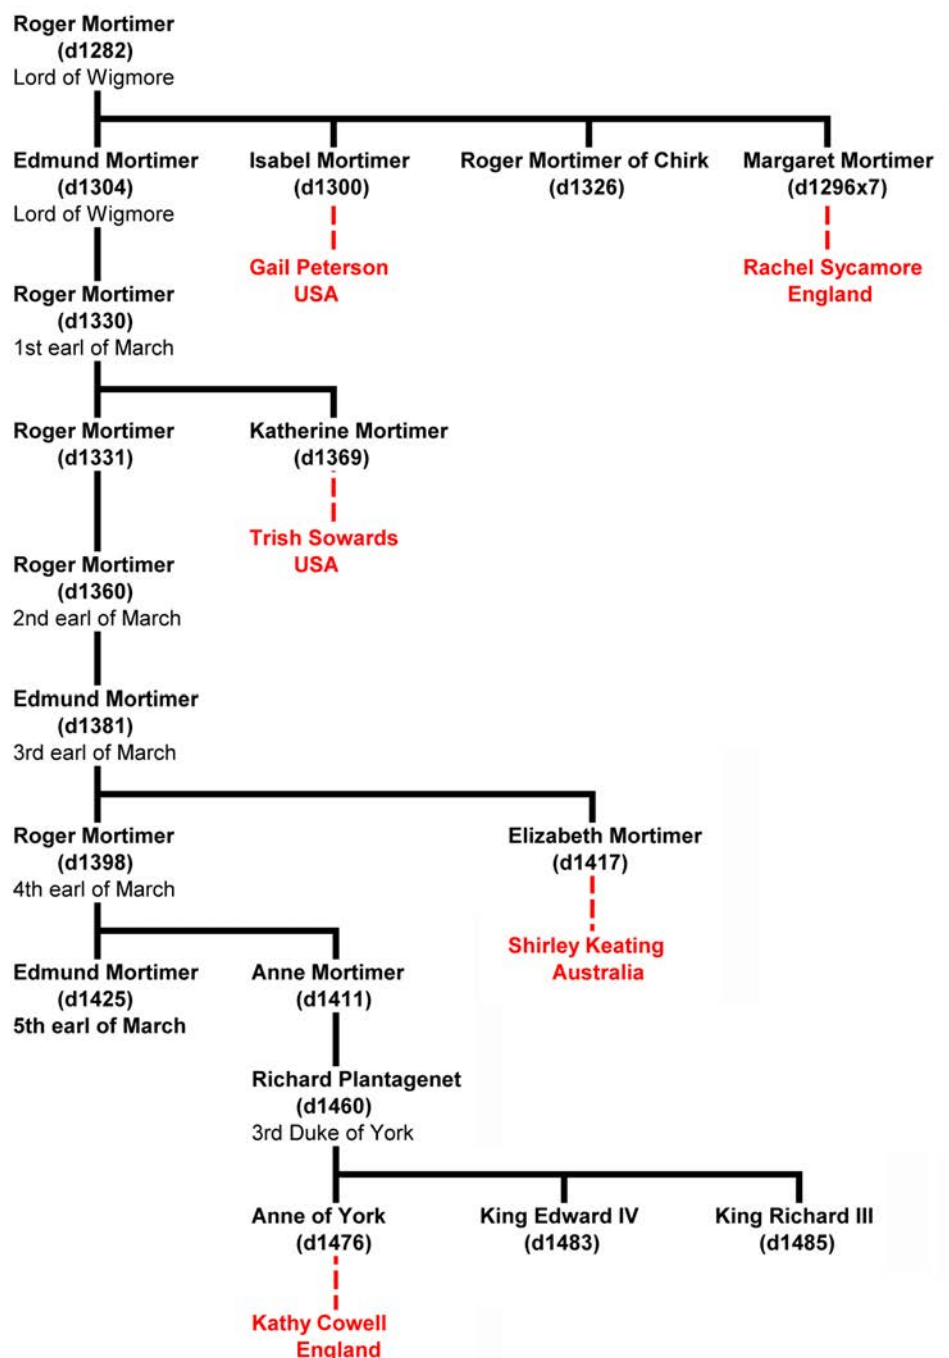 Roger Mortimer
(d1282)
Lord of Wigmore
Edmund Mortimer
(d1304)
Lord of Wigmore
Isabel Mortimer
(d1300)
Roger Mortimer of Chirk
(d1326)
Margaret Mortimer
(d1296x7)
Gail Peterson
USA
Rachel Sycamore
England
Roger Mortimer
(d1330)
1st earl of March
Roger Mortimer
(d1331)
Katherine Mortimer
(d1369)
Trish Sowards
USA
Roger Mortimer
(d1360)
2nd earl of March
Edmund Mortimer
(d1381)
3rd earl of March
Roger Mortimer
(d1398)
4th earl of March
Elizabeth Mortimer
(d1417)
Shirley Keating
Australia
Edmund Mortimer
(d1425)
5th earl of March
Anne Mortimer
(d1411)
Richard Plantagenet
(d1460)
3rd Duke of York
Anne of York
(d1476)
King Edward IV
(d1483)
King Richard III
(d1485)
Kathy Cowell
England